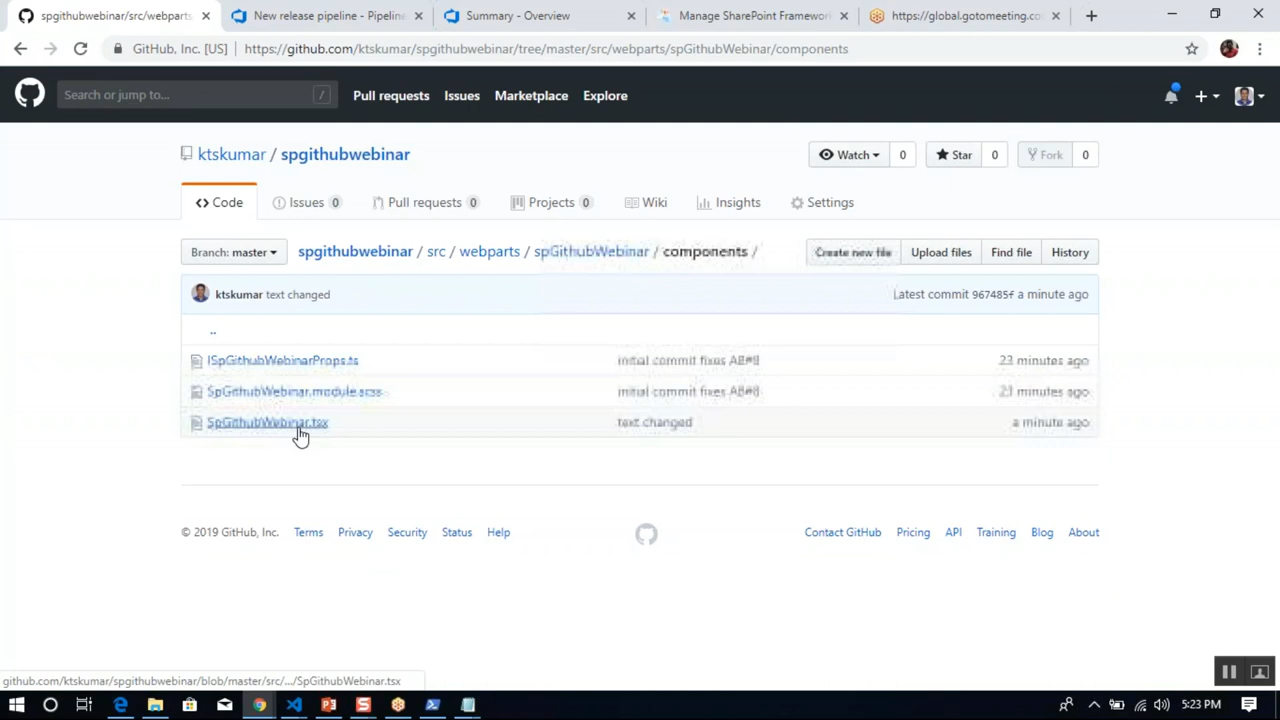 spgithubwebinar/src/webparts
New release pipeline - Pipeline
Summary - Overview
Manage SharePoint Framework
https://global.gotomeeting.co
GitHub, Inc. [US]
https://github.com/ktskumar/spgithubwebinar/tree/master/src/webparts/spGithubWebinar/components
Search or jump to...
/
Pull requests
Issues
Marketplace
Explore
ktskumar / spgithubwebinar
Watch 0
Star 0
Fork 0
Code
Issues 0
Pull requests 0
Projects 0
Wiki
Insights
Settings
Branch: master
spgithubwebinar / src / webparts / spGithubWebinar / components /
Create new file
Upload files
Find file
History
ktskumar text changed
Latest commit 967485f a minute ago
..
ISpGithubWebinarProps.ts
initial commit fixes AB#8
23 minutes ago
SpGithubWebinar.module.scss
initial commit fixes AB#8
23 minutes ago
SpGithubWebinar.tsx
text changed
a minute ago
© 2019 GitHub, Inc.
Terms
Privacy
Security
Status
Help
Contact GitHub
Pricing
API
Training
Blog
About
github.com/ktskumar/spgithubwebinar/blob/master/src/.../SpGithubWebinar.tsx
5:23 PM